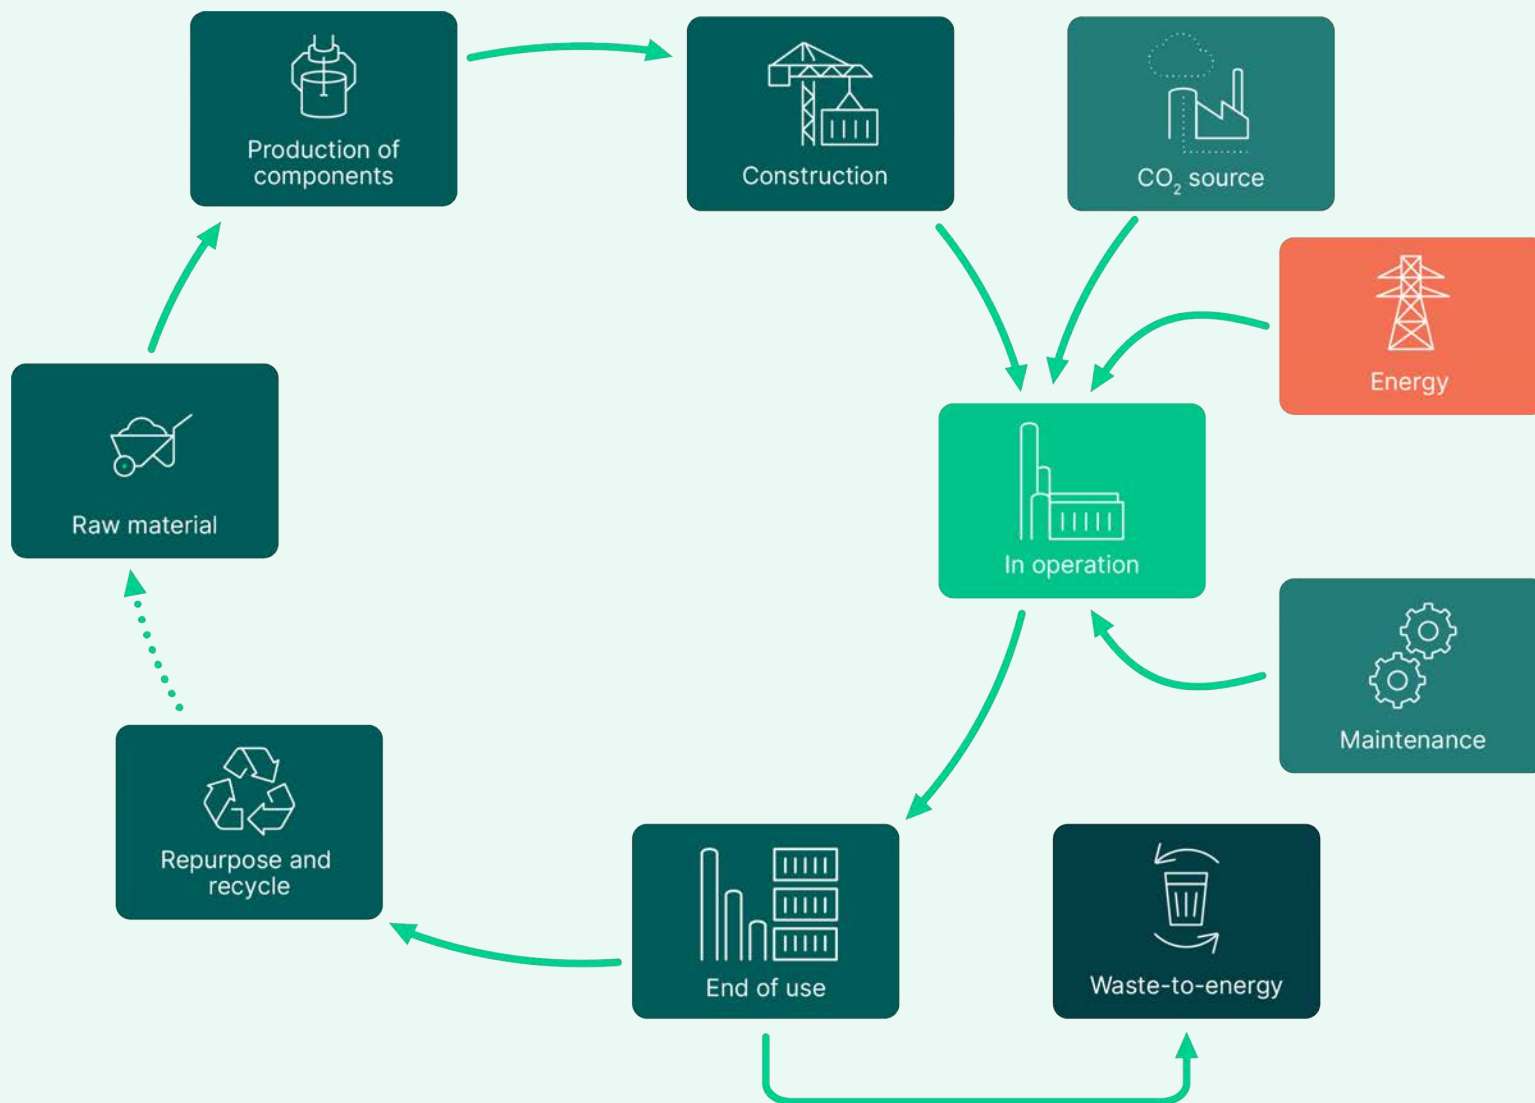 Production of
components
Construction
CO₂ source
Energy
Raw material
In operation
Maintenance
Repurpose and
recycle
End of use
Waste-to-energy